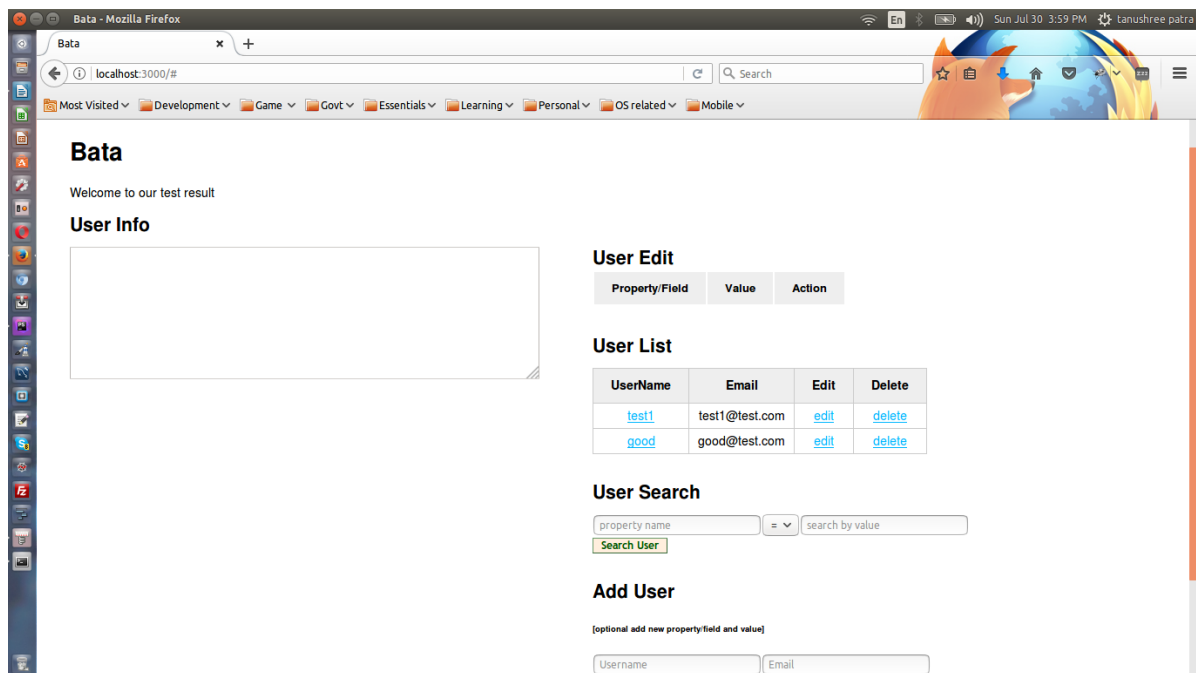 Bata - Mozilla Firefox
En
Sun Jul 30 3:59 PM
tanushree patra
Bata
localhost:3000/#
Search
Most Visited
Development
Game
Govt
Essentials
Learning
Personal
OS related
Mobile
Bata
Welcome to our test result
User Info
User Edit
Property/Field Value Action
User List
UserName Email Edit Delete
test1 test1@test.com edit delete
good good@test.com edit delete
User Search
property name = search by value
Search User
Add User
[optional add new property/field and value]
Username Email